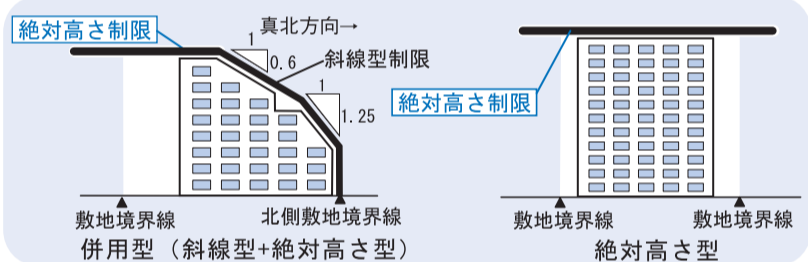 絶対高さ制限
真北方向→
1
0.6
斜線型制限
1
1.25
敷地境界線
北側敷地境界線
併用型（斜線型+絶対高さ型）
絶対高さ制限
敷地境界線
敷地境界線
絶対高さ型